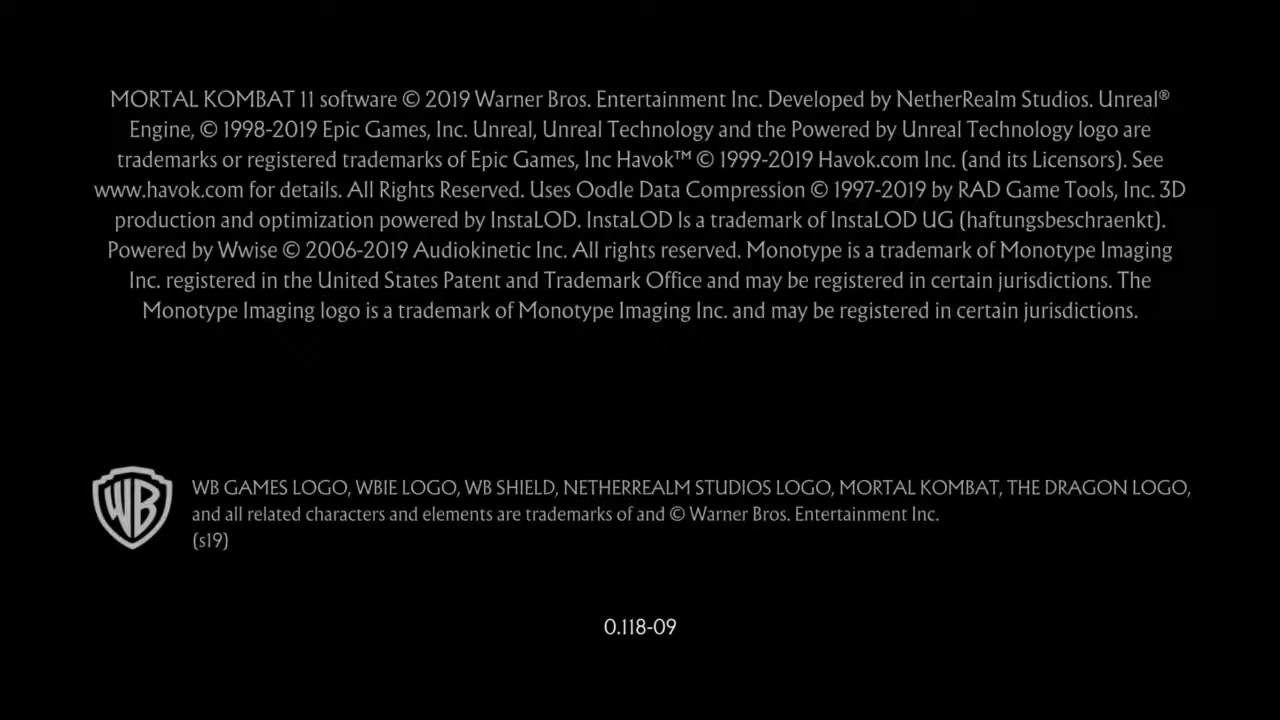 MORTAL KOMBAT 11 software © 2019 Warner Bros. Entertainment Inc. Developed by NetherRealm Studios. Unreal®
Engine, © 1998-2019 Epic Games, Inc. Unreal, Unreal Technology and the Powered by Unreal Technology logo are
trademarks or registered trademarks of Epic Games, Inc Havok™ © 1999-2019 Havok.com Inc. (and its Licensors). See
www.havok.com for details. All Rights Reserved. Uses Oodle Data Compression © 1997-2019 by RAD Game Tools, Inc. 3D
production and optimization powered by InstaLOD. InstaLOD Is a trademark of InstaLOD UG (haftungsbeschraenkt).
Powered by Wwise © 2006-2019 Audiokinetic Inc. All rights reserved. Monotype is a trademark of Monotype Imaging
Inc. registered in the United States Patent and Trademark Office and may be registered in certain jurisdictions. The
Monotype Imaging logo is a trademark of Monotype Imaging Inc. and may be registered in certain jurisdictions.
WB
WB GAMES LOGO, WBIE LOGO, WB SHIELD, NETHERREALM STUDIOS LOGO, MORTAL KOMBAT, THE DRAGON LOGO,
and all related characters and elements are trademarks of and © Warner Bros. Entertainment Inc.
(s19)
0.118-09